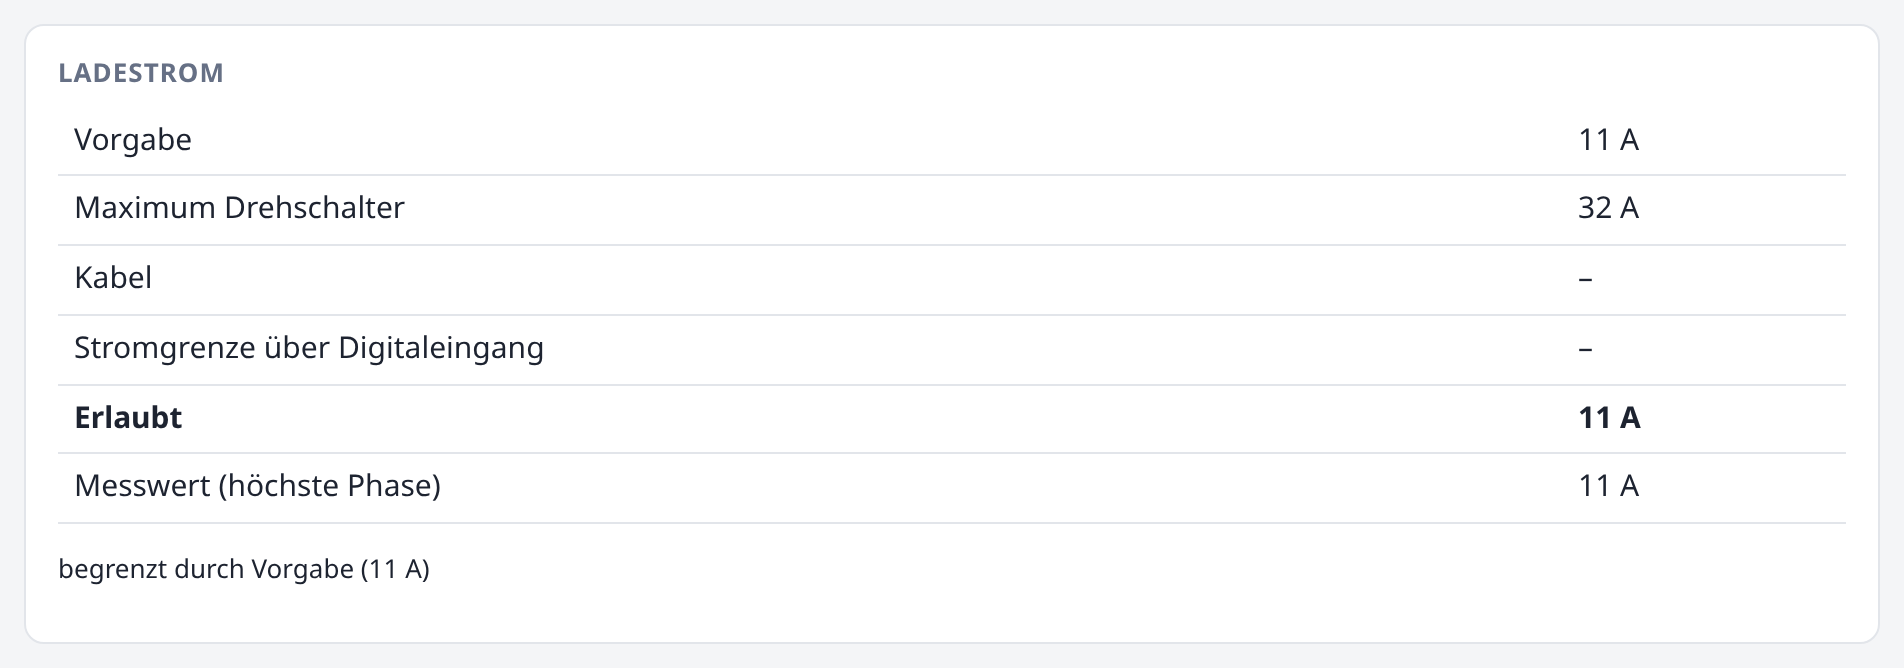 LADESTROM
Vorgabe 11 A
Maximum Drehschalter 32 A
Kabel –
Stromgrenze über Digitaleingang –
Erlaubt 11 A
Messwert (höchste Phase) 11 A
begrenzt durch Vorgabe (11 A)